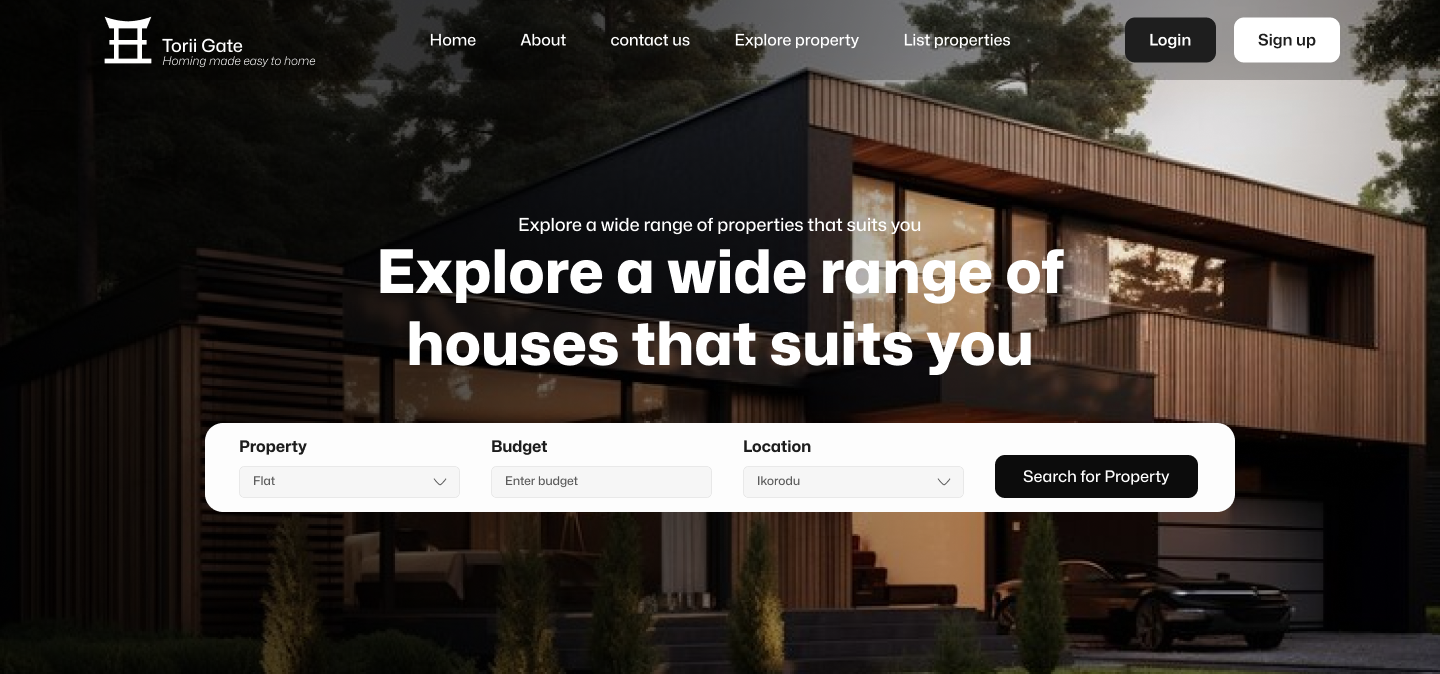 Torii Gate
Homing made easy to home
Home
About
contact us
Explore property
List properties
Login
Sign up
Explore a wide range of properties that suits you
Explore a wide range of
houses that suits you
Property
Flat
Budget
Enter budget
Location
Ikorodu
Search for Property